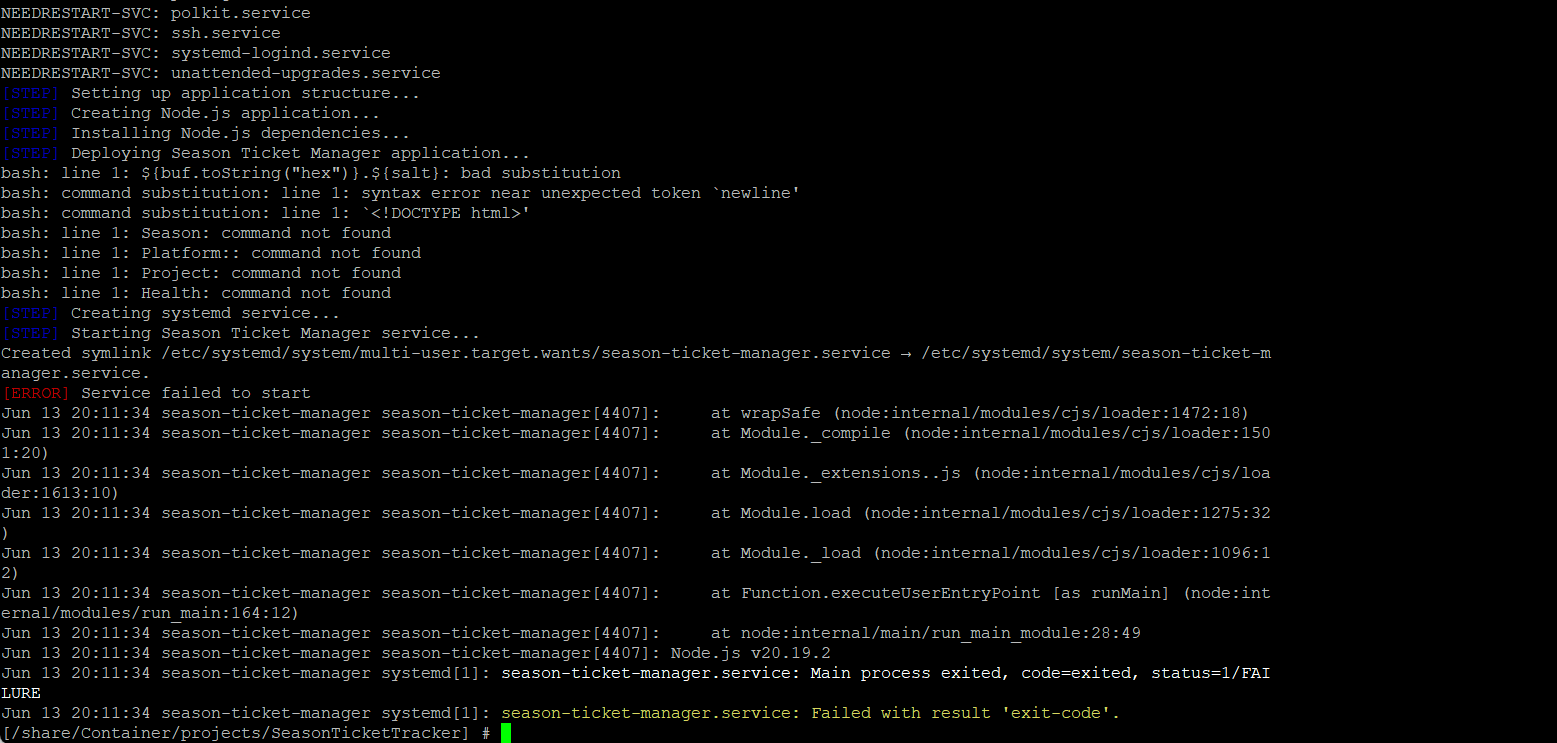 NEEDRESTART-SVC: polkit.service
NEEDRESTART-SVC: ssh.service
NEEDRESTART-SVC: systemd-logind.service
NEEDRESTART-SVC: unattended-upgrades.service
[STEP] Setting up application structure...
[STEP] Creating Node.js application...
[STEP] Installing Node.js dependencies...
[STEP] Deploying Season Ticket Manager application...
bash: line 1: ${buf.toString("hex")}.${salt}: bad substitution
bash: command substitution: line 1: syntax error near unexpected token `newline'
bash: command substitution: line 1: `<!DOCTYPE html>'
bash: line 1: Season: command not found
bash: line 1: Platform:: command not found
bash: line 1: Project: command not found
bash: line 1: Health: command not found
[STEP] Creating systemd service...
[STEP] Starting Season Ticket Manager service...
Created symlink /etc/systemd/system/multi-user.target.wants/season-ticket-manager.service → /etc/systemd/system/season-ticket-m
anager.service.
[ERROR] Service failed to start
Jun 13 20:11:34 season-ticket-manager season-ticket-manager[4407]:     at wrapSafe (node:internal/modules/cjs/loader:1472:18)
Jun 13 20:11:34 season-ticket-manager season-ticket-manager[4407]:     at Module._compile (node:internal/modules/cjs/loader:150
1:20)
Jun 13 20:11:34 season-ticket-manager season-ticket-manager[4407]:     at Module._extensions..js (node:internal/modules/cjs/loa
der:1613:10)
Jun 13 20:11:34 season-ticket-manager season-ticket-manager[4407]:     at Module.load (node:internal/modules/cjs/loader:1275:32
)
Jun 13 20:11:34 season-ticket-manager season-ticket-manager[4407]:     at Module._load (node:internal/modules/cjs/loader:1096:1
2)
Jun 13 20:11:34 season-ticket-manager season-ticket-manager[4407]:     at Function.executeUserEntryPoint [as runMain] (node:int
ernal/modules/run_main:164:12)
Jun 13 20:11:34 season-ticket-manager season-ticket-manager[4407]:     at node:internal/main/run_main_module:28:49
Jun 13 20:11:34 season-ticket-manager season-ticket-manager[4407]: Node.js v20.19.2
Jun 13 20:11:34 season-ticket-manager systemd[1]: season-ticket-manager.service: Main process exited, code=exited, status=1/FAI
LURE
Jun 13 20:11:34 season-ticket-manager systemd[1]: season-ticket-manager.service: Failed with result 'exit-code'.
[/share/Container/projects/SeasonTicketTracker] #